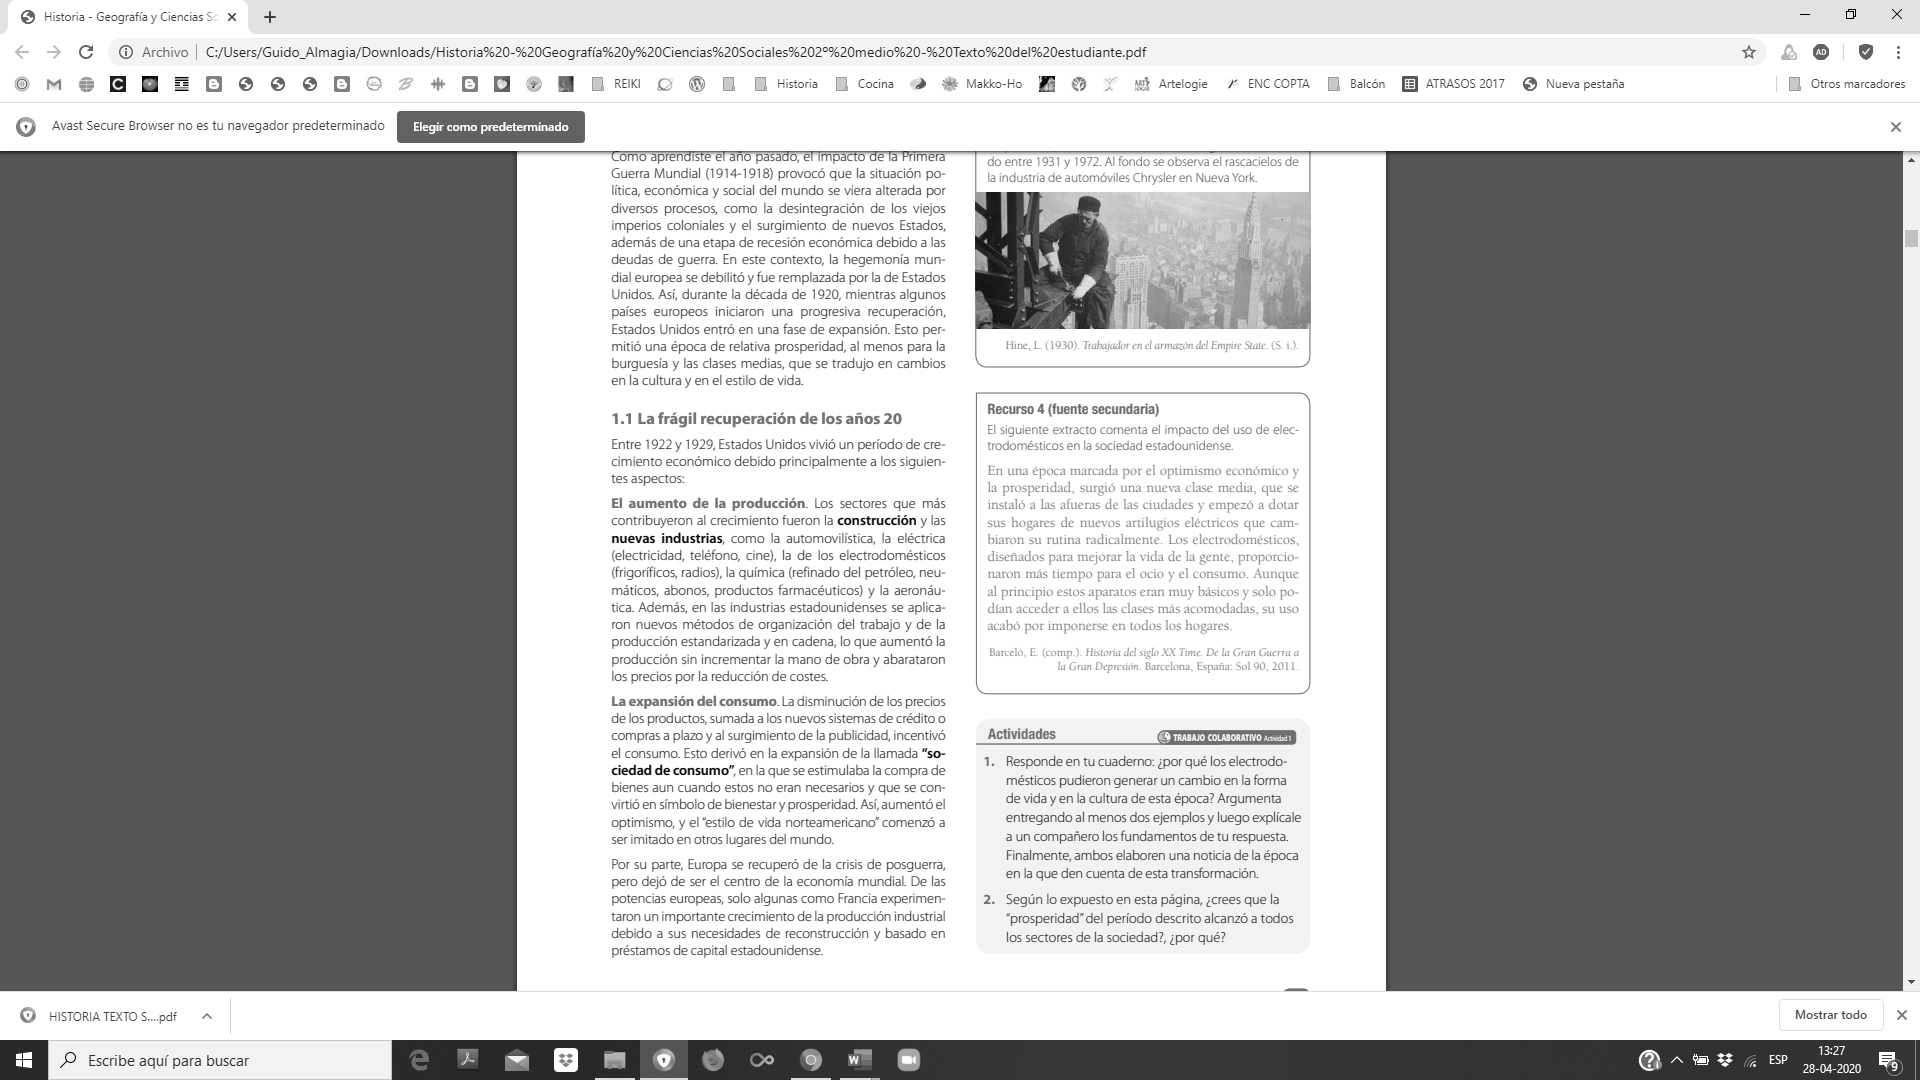 Historia - Geografía y Ciencias So
Archivo C:/Users/Guido_Almagia/Downloads/Historia%20-%20Geografía%20y%20Ciencias%20Sociales%202º%20medio%20-%20Texto%20del%20estudiante.pdf
REIKI Historia Cocina Makko-Ho Artelogie ENC COPTA Balcón ATRASOS 2017 Nueva pestaña Otros marcadores
Avast Secure Browser no es tu navegador predeterminado Elegir como predeterminado
Como aprendiste el año pasado, el impacto de la Primera
Guerra Mundial (1914-1918) provocó que la situación po-
lítica, económica y social del mundo se viera alterada por
diversos procesos, como la desintegración de los viejos
imperios coloniales y el surgimiento de nuevos Estados,
además de una etapa de recesión económica debido a las
deudas de guerra. En este contexto, la hegemonía mun-
dial europea se debilitó y fue remplazada por la de Estados
Unidos. Así, durante la década de 1920, mientras algunos
países europeos iniciaron una progresiva recuperación,
Estados Unidos entró en una fase de expansión. Esto per-
mitió una época de relativa prosperidad, al menos para la
burguesía y las clases medias, que se tradujo en cambios
en la cultura y en el estilo de vida.
1.1 La frágil recuperación de los años 20
Entre 1922 y 1929, Estados Unidos vivió un período de cre-
cimiento económico debido principalmente a los siguien-
tes aspectos:
El aumento de la producción. Los sectores que más
contribuyeron al crecimiento fueron la construcción y las
nuevas industrias, como la automovilística, la eléctrica
(electricidad, teléfono, cine), la de los electrodomésticos
(frigoríficos, radios), la química (refinado del petróleo, neu-
máticos, abonos, productos farmacéuticos) y la aeronáu-
tica. Además, en las industrias estadounidenses se aplica-
ron nuevos métodos de organización del trabajo y de la
producción estandarizada y en cadena, lo que aumentó la
producción sin incrementar la mano de obra y abarataron
los precios por la reducción de costes.
La expansión del consumo. La disminución de los precios
de los productos, sumada a los nuevos sistemas de crédito o
compras a plazo y al surgimiento de la publicidad, incentivó
el consumo. Esto derivó en la expansión de la llamada “so-
ciedad de consumo”, en la que se estimulaba la compra de
bienes aun cuando estos no eran necesarios y que se con-
virtió en símbolo de bienestar y prosperidad. Así, aumentó el
optimismo, y el “estilo de vida norteamericano” comenzó a
ser imitado en otros lugares del mundo.
Por su parte, Europa se recuperó de la crisis de posguerra,
pero dejó de ser el centro de la economía mundial. De las
potencias europeas, solo algunas como Francia experimen-
taron un importante crecimiento de la producción industrial
debido a sus necesidades de reconstrucción y basado en
préstamos de capital estadounidense.
do entre 1931 y 1972. Al fondo se observa el rascacielos de
la industria de automóviles Chrysler en Nueva York.
Hine, L. (1930). Trabajador en el armazón del Empire State. (S. i.).
Recurso 4 (fuente secundaria)
El siguiente extracto comenta el impacto del uso de elec-
trodomésticos en la sociedad estadounidense.
En una época marcada por el optimismo económico y
la prosperidad, surgió una nueva clase media, que se
instaló a las afueras de las ciudades y empezó a dotar
sus hogares de nuevos artilugios eléctricos que cam-
biaron su rutina radicalmente. Los electrodomésticos,
diseñados para mejorar la vida de la gente, proporcio-
naron más tiempo para el ocio y el consumo. Aunque
al principio estos aparatos eran muy básicos y solo po-
dían acceder a ellos las clases más acomodadas, su uso
acabó por imponerse en todos los hogares.
Barceló, E. (comp.). Historia del siglo XX Time. De la Gran Guerra a
la Gran Depresión. Barcelona, España: Sol 90, 2011.
Actividades TRABAJO COLABORATIVO Actividad 1
1. Responde en tu cuaderno: ¿por qué los electrodo-
mésticos pudieron generar un cambio en la forma
de vida y en la cultura de esta época? Argumenta
entregando al menos dos ejemplos y luego explícale
a un compañero los fundamentos de tu respuesta.
Finalmente, ambos elaboren una noticia de la época
en la que den cuenta de esta transformación.
2. Según lo expuesto en esta página, ¿crees que la
“prosperidad” del período descrito alcanzó a todos
los sectores de la sociedad?, ¿por qué?
HISTORIA TEXTO S....pdf Mostrar todo
Escribe aquí para buscar
ESP
13:27
28-04-2020
9